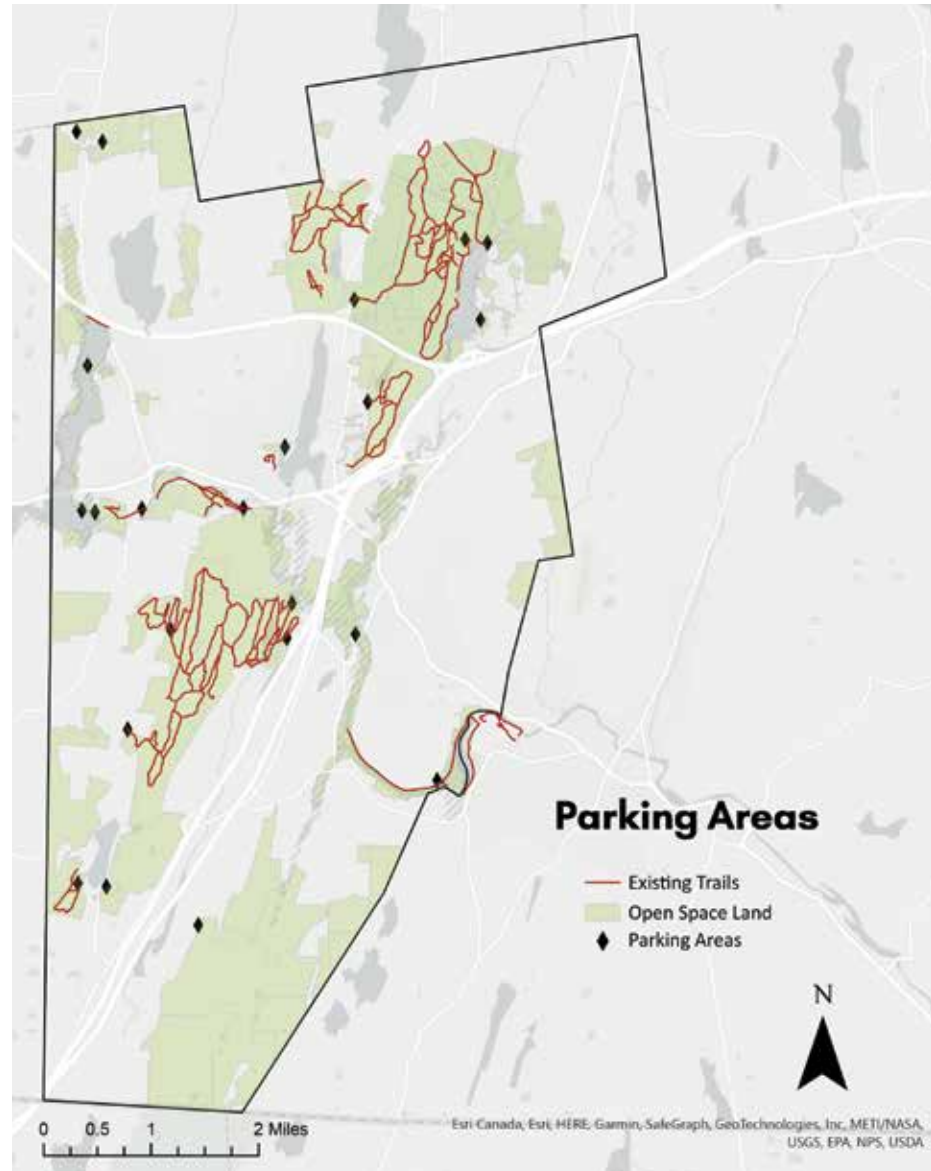 Parking Areas
Existing Trails
Open Space Land
Parking Areas
N
0 0.5 1 2 Miles
Esri Canada, Esri, HERE, Garmin, SafeGraph, GeoTechnologies, Inc, METI/NASA,
USGS, EPA, NPS, USDA